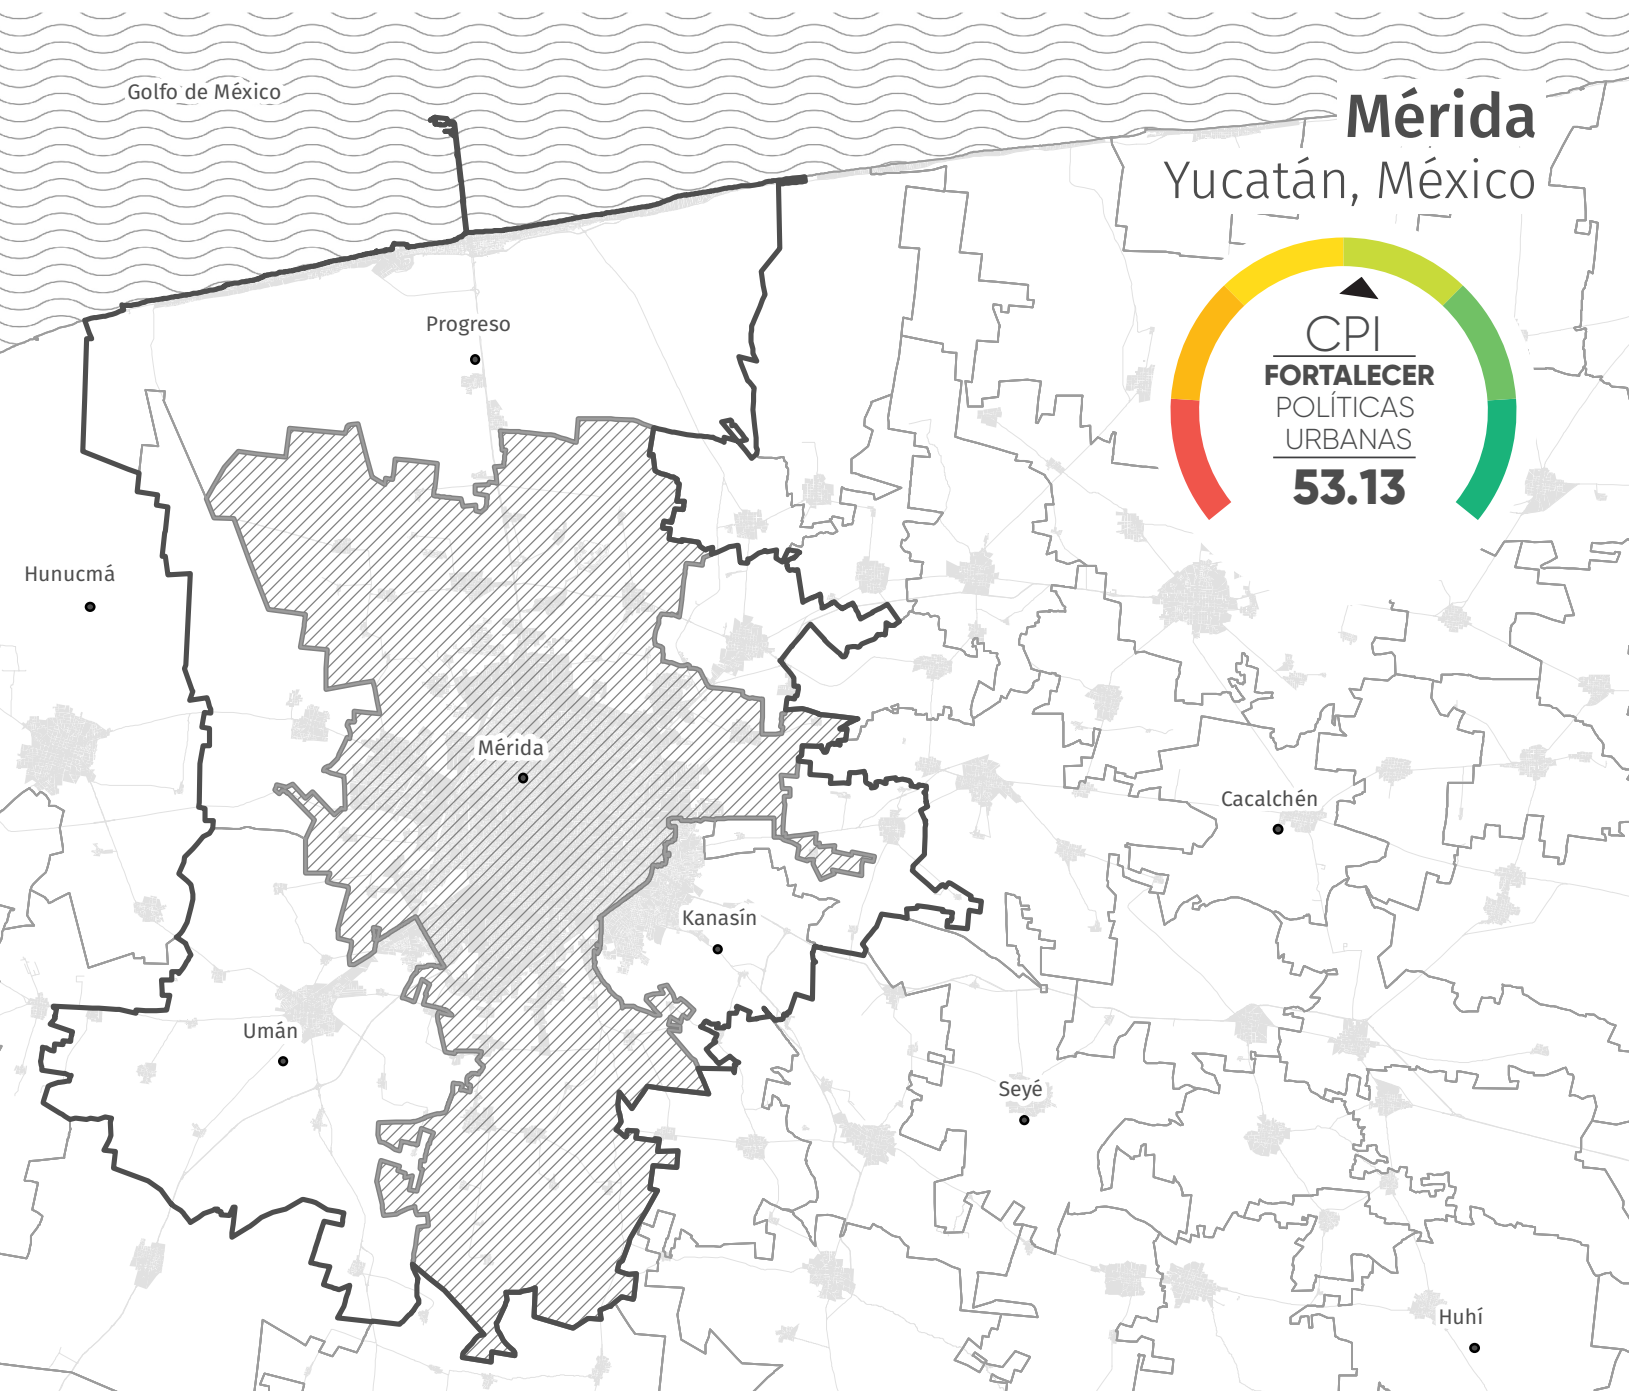 Golfo de México
Mérida
Yucatán, México
CPI
FORTALECER
POLÍTICAS
URBANAS
53.13
Progreso
Hunucmá
Mérida
Cacalchén
Kanasín
Umán
Seyé
Huhí